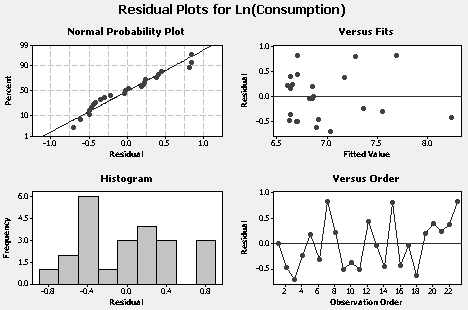 Residual Plots for Ln(Consumption)
Normal Probability Plot
Percent
99
90
50
10
1
-1.0 -0.5 0.0 0.5 1.0
Residual
Versus Fits
Residual
1.0
0.5
0.0
-0.5
6.5 7.0 7.5 8.0
Fitted Value
Histogram
Frequency
6.0
4.5
3.0
1.5
0.0
-0.8 -0.4 0.0 0.4 0.8
Residual
Versus Order
Residual
1.0
0.5
0.0
-0.5
2 4 6 8 10 12 14 16 18 20 22
Observation Order